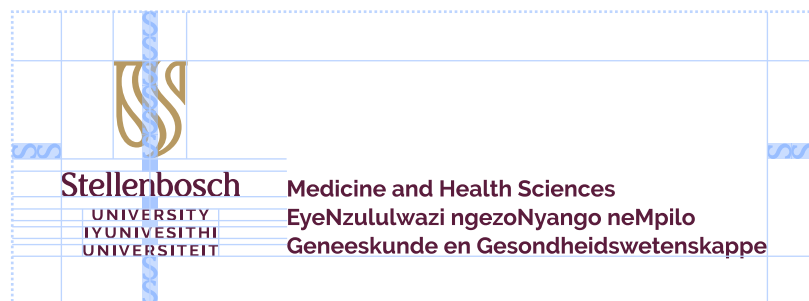 Stellenbosch
UNIVERSITY
IYUNIVESITHI
UNIVERSITEIT
Medicine and Health Sciences
EyeNzululwazi ngezoNyango neMpilo
Geneeskunde en Gesondheidswetenskappe